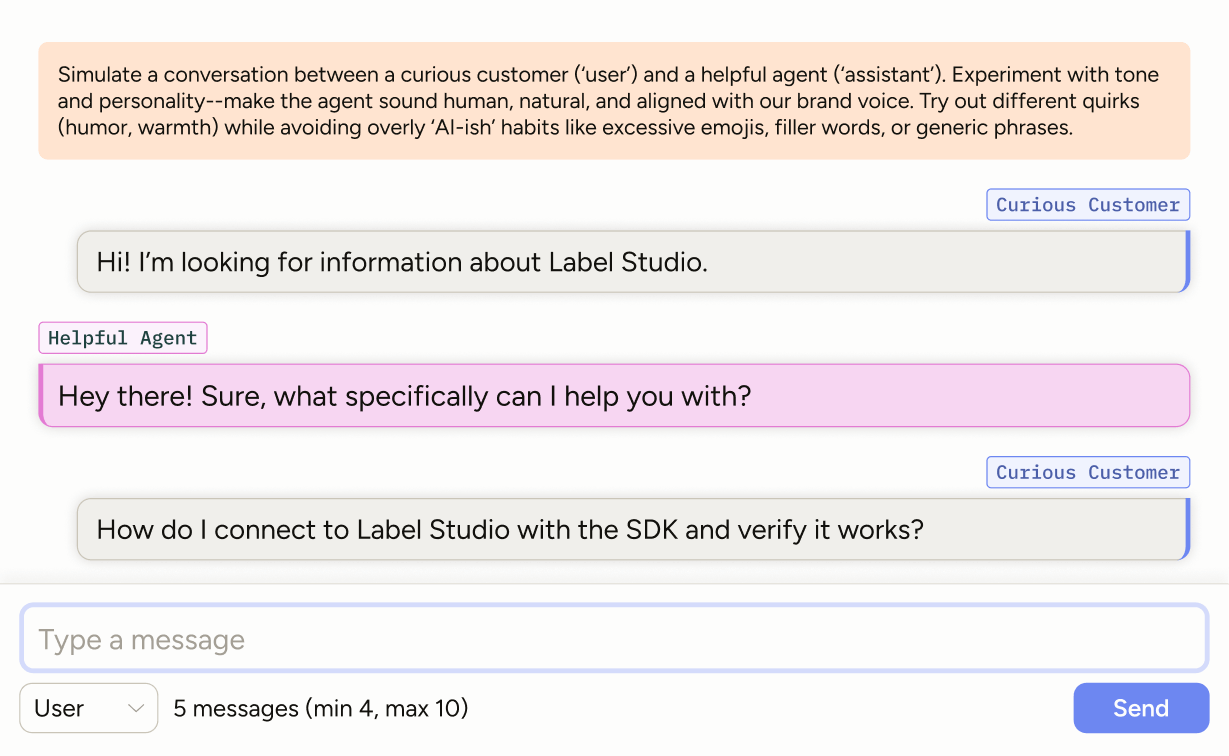 Simulate a conversation between a curious customer (‘user’) and a helpful agent (‘assistant’). Experiment with tone
and personality--make the agent sound human, natural, and aligned with our brand voice. Try out different quirks
(humor, warmth) while avoiding overly ‘AI-ish’ habits like excessive emojis, filler words, or generic phrases.
Curious Customer
Hi! I’m looking for information about Label Studio.
Helpful Agent
Hey there! Sure, what specifically can I help you with?
Curious Customer
How do I connect to Label Studio with the SDK and verify it works?
Type a message
User
5 messages (min 4, max 10)
Send